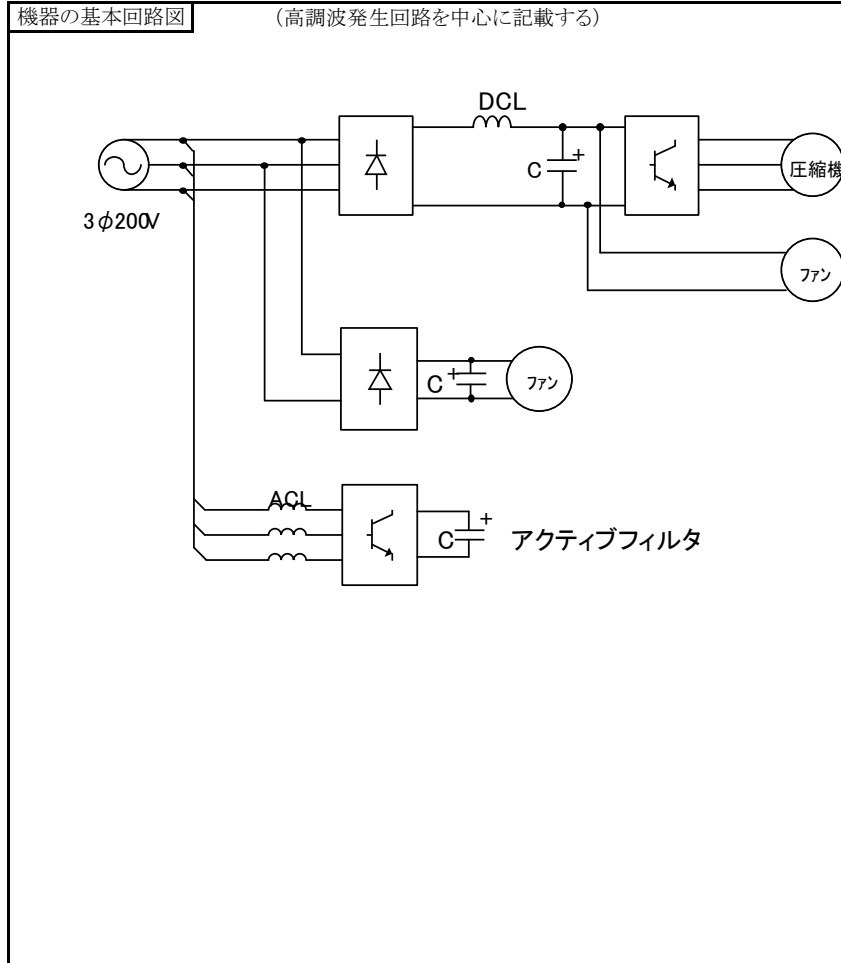 機器の基本回路図
(高調波発生回路を中心に記載する)
DCL
C
+
圧縮機
3φ200V
ファン
C
+
ファン
ACL
C
+
アクティブフィルタ